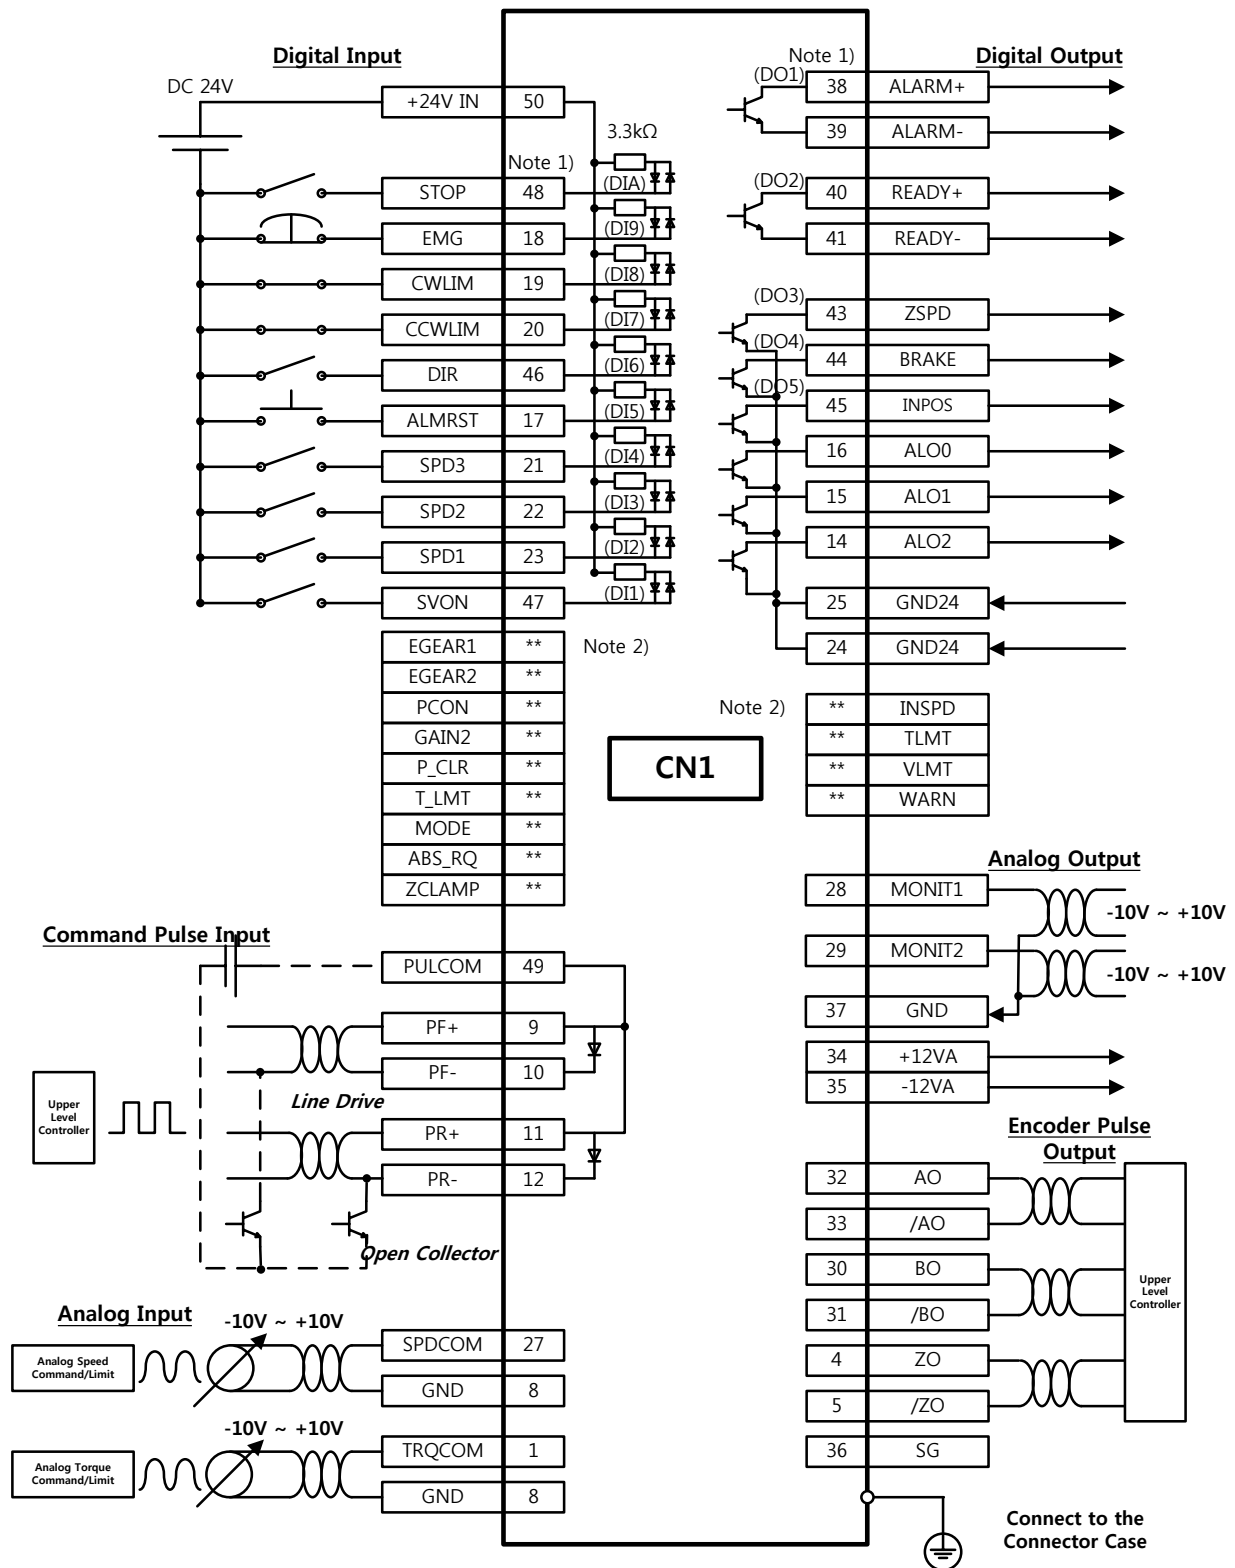 Digital Input
DC 24V
+24V IN 50
3.3kΩ
Note 1)
STOP 48 (DIA)
EMG 18 (DI9)
CWLIM 19 (DI8)
CCWLIM 20 (DI7)
DIR 46 (DI6)
ALMRST 17 (DI5)
SPD3 21 (DI4)
SPD2 22 (DI3)
SPD1 23 (DI2)
SVON 47 (DI1)
EGEAR1 ** Note 2)
EGEAR2 **
PCON **
GAIN2 **
P_CLR **
T_LMT **
MODE **
ABS_RQ **
ZCLAMP **
CN1
Note 1)
Digital Output
(DO1) 38 ALARM+
39 ALARM-
(DO2) 40 READY+
41 READY-
(DO3) 43 ZSPD
(DO4) 44 BRAKE
(DO5) 45 INPOS
16 ALO0
15 ALO1
14 ALO2
25 GND24
24 GND24
Note 2) ** INSPD
** TLMT
** VLMT
** WARN
Analog Output
28 MONIT1 -10V ~ +10V
29 MONIT2 -10V ~ +10V
37 GND
34 +12VA
35 -12VA
Command Pulse Input
PULCOM 49
PF+ 9
PF- 10
Line Drive
Upper
Level
Controller
PR+ 11
PR- 12
Open Collector
Encoder Pulse
Output
32 AO
33 /AO
30 BO
31 /BO
4 ZO
5 /ZO
36 SG
Upper
Level
Controller
Analog Input
-10V ~ +10V
Analog Speed
Command/Limit
SPDCOM 27
GND 8
-10V ~ +10V
Analog Torque
Command/Limit
TRQCOM 1
GND 8
Connect to the
Connector Case